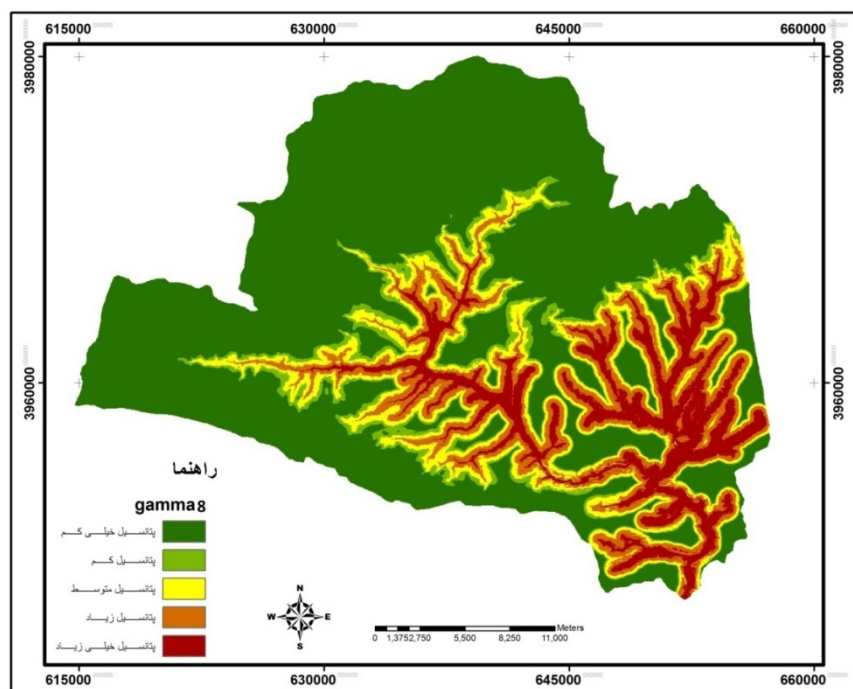 615000 630000 645000 660000
3980000 3980000
3960000 3960000
راهنما
gamma8
پتانسیل خیلی کم
پتانسیل کم
پتانسیل متوسط
پتانسیل زیاد
پتانسیل خیلی زیاد
N
W E
S
Meters
0 1,375 2,750 5,500 8,250 11,000
615000 630000 645000 660000